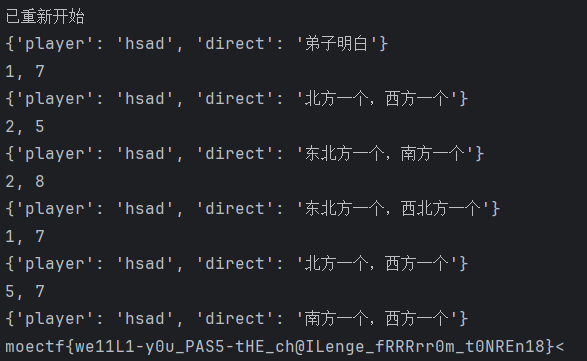 已重新开始
{'player': 'hsad', 'direct': '弟子明白'}
1, 7
{'player': 'hsad', 'direct': '北方一个，西方一个'}
2, 5
{'player': 'hsad', 'direct': '东北方一个，南方一个'}
2, 8
{'player': 'hsad', 'direct': '东北方一个，西北方一个'}
1, 7
{'player': 'hsad', 'direct': '北方一个，西方一个'}
5, 7
{'player': 'hsad', 'direct': '南方一个，西方一个'}
moectf{we11L1-y0u_PAS5-tHE_ch@ILenge_fRRRrr0m_t0NREn18}<